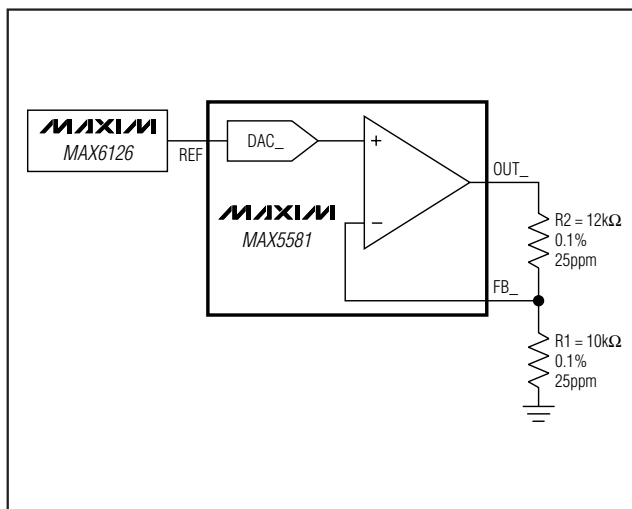 MAXIM
MAX6126
REF
DAC_
+
−
MAXIM
MAX5581
OUT_
FB_
R2 = 12kΩ
0.1%
25ppm
R1 = 10kΩ
0.1%
25ppm